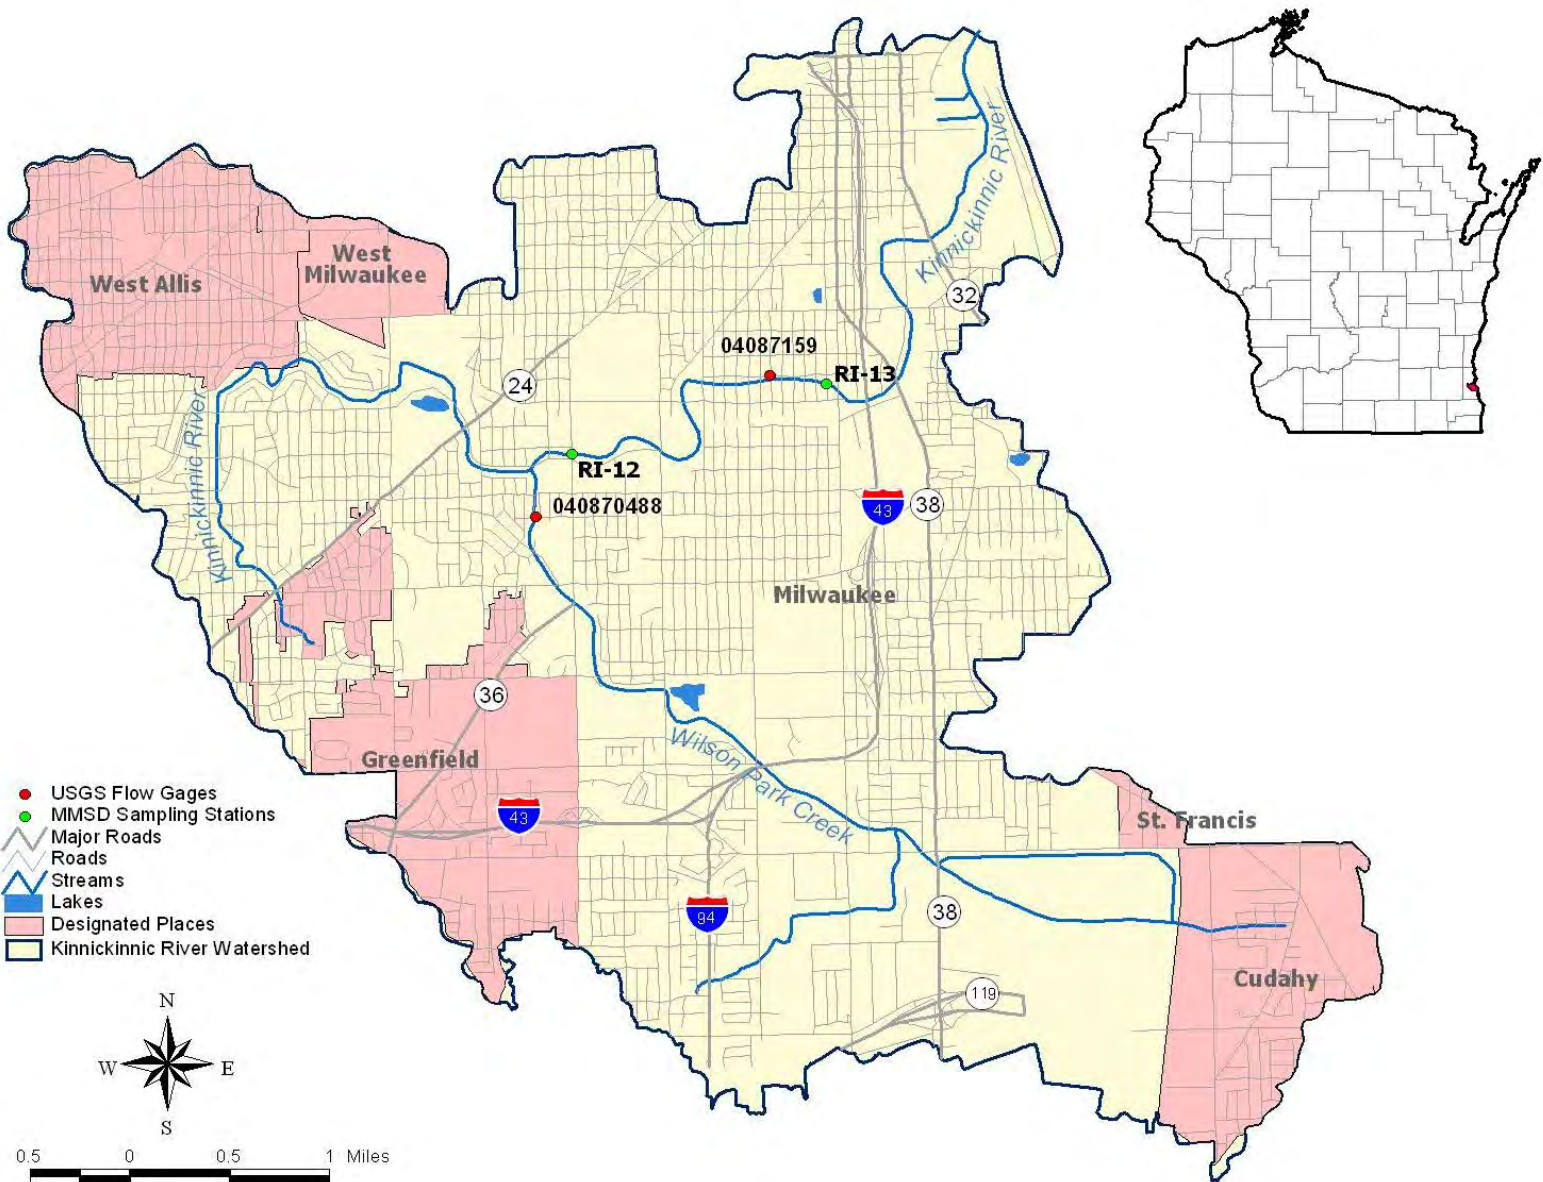 Kinnickinnic River
West Allis
West
Milwaukee
32
04087159
RI-13
24
Kinnickinnic River
RI-12
040870488
43
38
Milwaukee
36
Wilson Park Creek
Greenfield
43
St. Francis
94
38
119
Cudahy
USGS Flow Gages
MMSD Sampling Stations
Major Roads
Roads
Streams
Lakes
Designated Places
Kinnickinnic River Watershed
N
W E
S
0.5 0 0.5 1 Miles